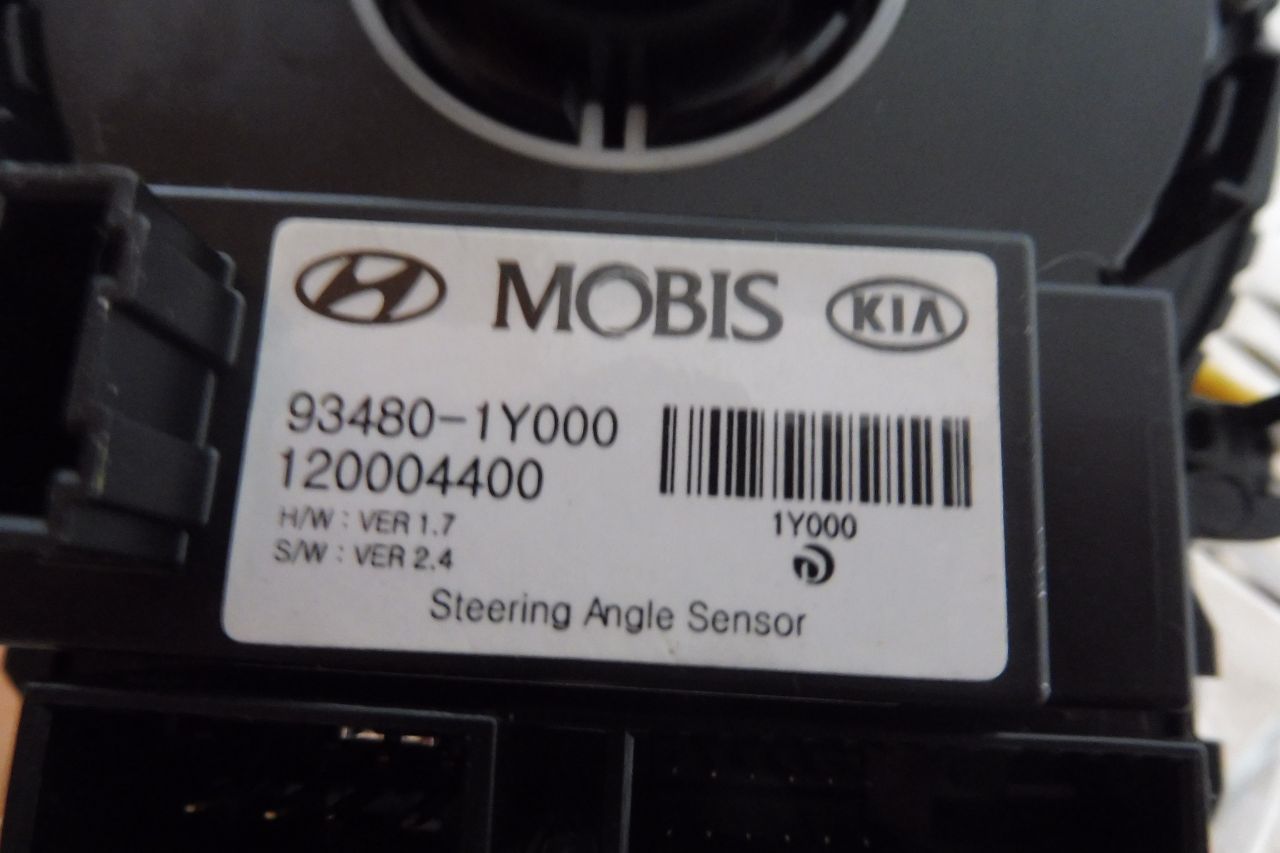 MOBIS KIA
93480-1Y000
120004400
H/W : VER 1.7
S/W : VER 2.4
1Y000
Steering Angle Sensor